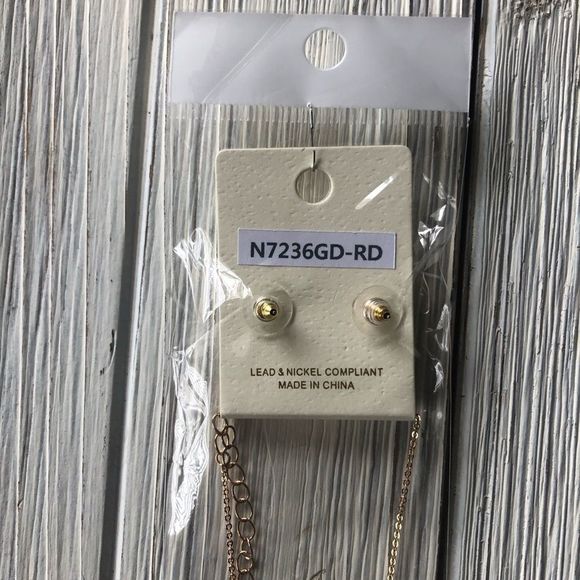 N7236GD-RD
LEAD & NICKEL COMPLIANT
MADE IN CHINA